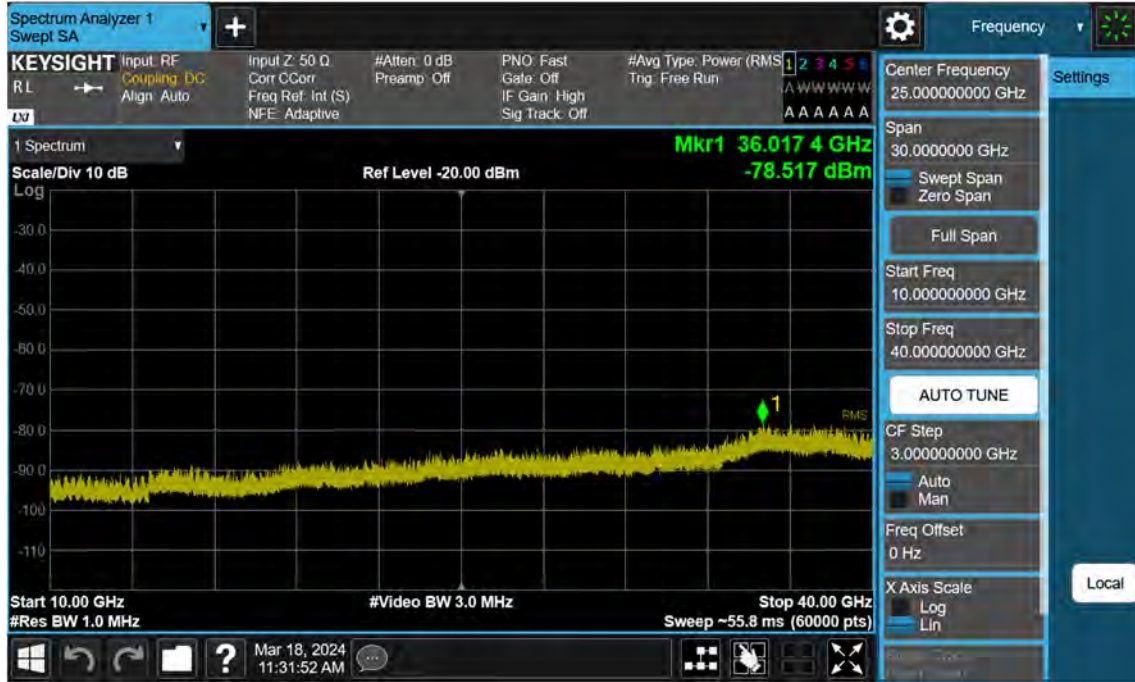 Spectrum Analyzer 1
Swept SA
Frequency
KEYSIGHT
Input: RF
Coupling: DC
Align: Auto
RL
LXI
Input Z: 50 Ω
Corr CCorr
Freq Ref: Int (S)
NFE: Adaptive
#Atten: 0 dB
Preamp: Off
PNO: Fast
Gate: Off
IF Gain: High
Sig Track: Off
#Avg Type: Power (RMS
Trig: Free Run
1 2 3 4 5 6
A W W W W W
A A A A A A
1 Spectrum
Scale/Div 10 dB
Ref Level -20.00 dBm
Mkr1 36.017 4 GHz
-78.517 dBm
Log
-30.0
-40.0
-50.0
-60.0
-70.0
-80.0
-90.0
-100
-110
1
RMS
Start 10.00 GHz
#Res BW 1.0 MHz
#Video BW 3.0 MHz
Stop 40.00 GHz
Sweep ~55.8 ms (60000 pts)
Mar 18, 2024
11:31:52 AM
Center Frequency
25.000000000 GHz
Span
30.0000000 GHz
Swept Span
Zero Span
Full Span
Start Freq
10.000000000 GHz
Stop Freq
40.000000000 GHz
AUTO TUNE
CF Step
3.000000000 GHz
Auto
Man
Freq Offset
0 Hz
X Axis Scale
Log
Lin
Settings
Local